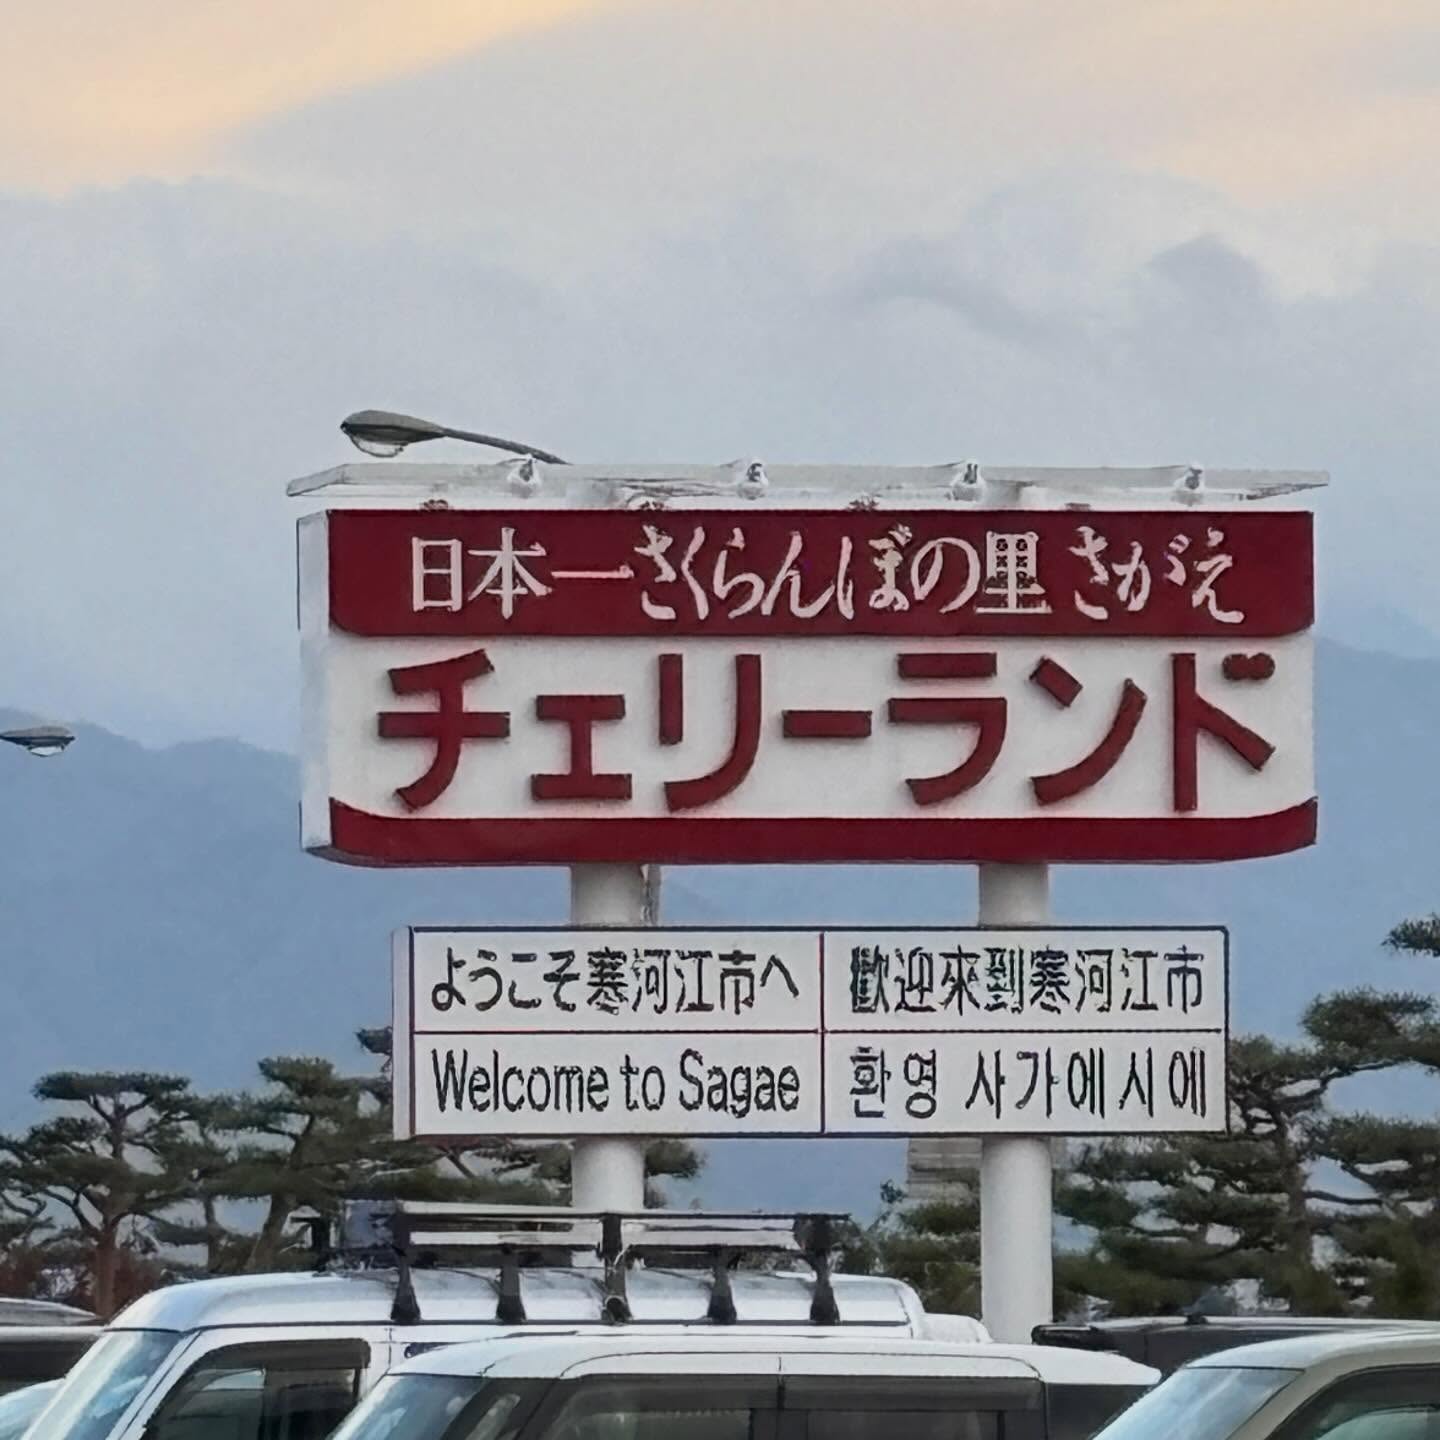 日本一さくらんぼの里 さがえ
チェリーランド
ようこそ寒河江市へ
歡迎來到寒河江市
Welcome to Sagae
환영 사가에시에